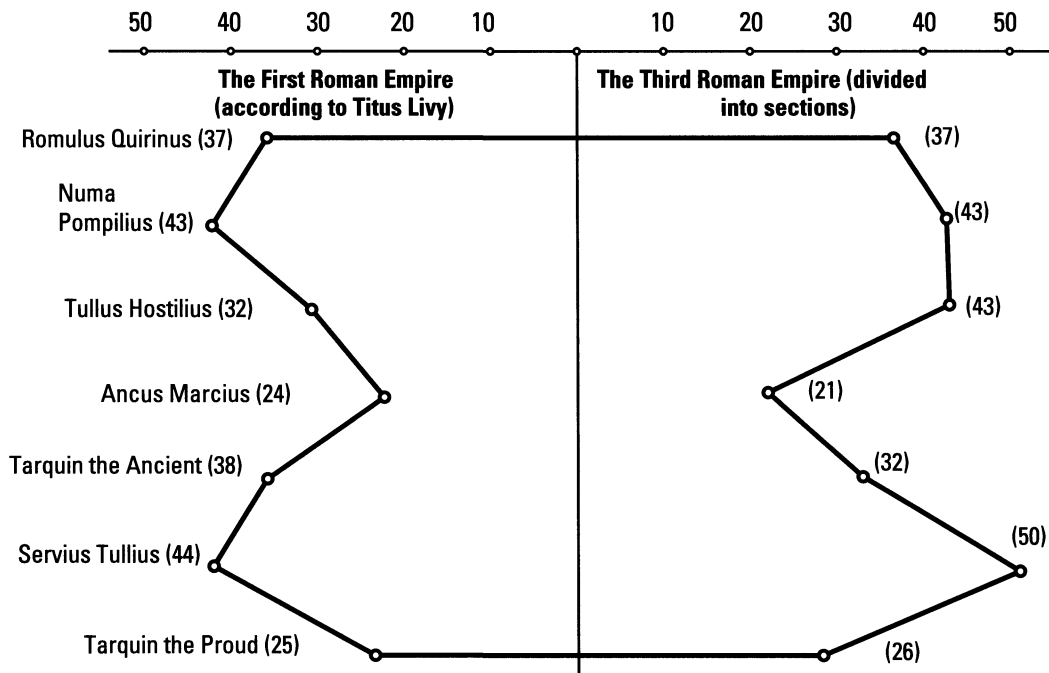 50 40 30 20 10 10 20 30 40 50
The First Roman Empire
(according to Titus Livy)
The Third Roman Empire (divided
into sections)
Romulus Quirinus (37)
(37)
Numa
Pompilius (43)
(43)
Tullus Hostilius (32)
(43)
Ancus Marcius (24)
(21)
Tarquin the Ancient (38)
(32)
Servius Tullius (44)
(50)
Tarquin the Proud (25)
(26)